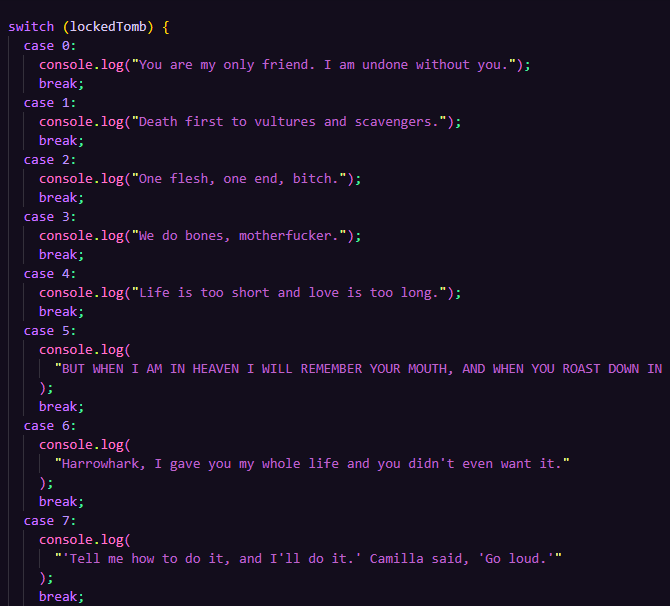 switch (lockedTomb) {
case 0:
console.log("You are my only friend. I am undone without you.");
break;
case 1:
console.log("Death first to vultures and scavengers.");
break;
case 2:
console.log("One flesh, one end, bitch.");
break;
case 3:
console.log("We do bones, motherfucker.");
break;
case 4:
console.log("Life is too short and love is too long.");
break;
case 5:
console.log(
"BUT WHEN I AM IN HEAVEN I WILL REMEMBER YOUR MOUTH, AND WHEN YOU ROAST DOWN IN
);
break;
case 6:
console.log(
"Harrowhark, I gave you my whole life and you didn't even want it."
);
break;
case 7:
console.log(
"'Tell me how to do it, and I'll do it.' Camilla said, 'Go loud.'"
);
break;